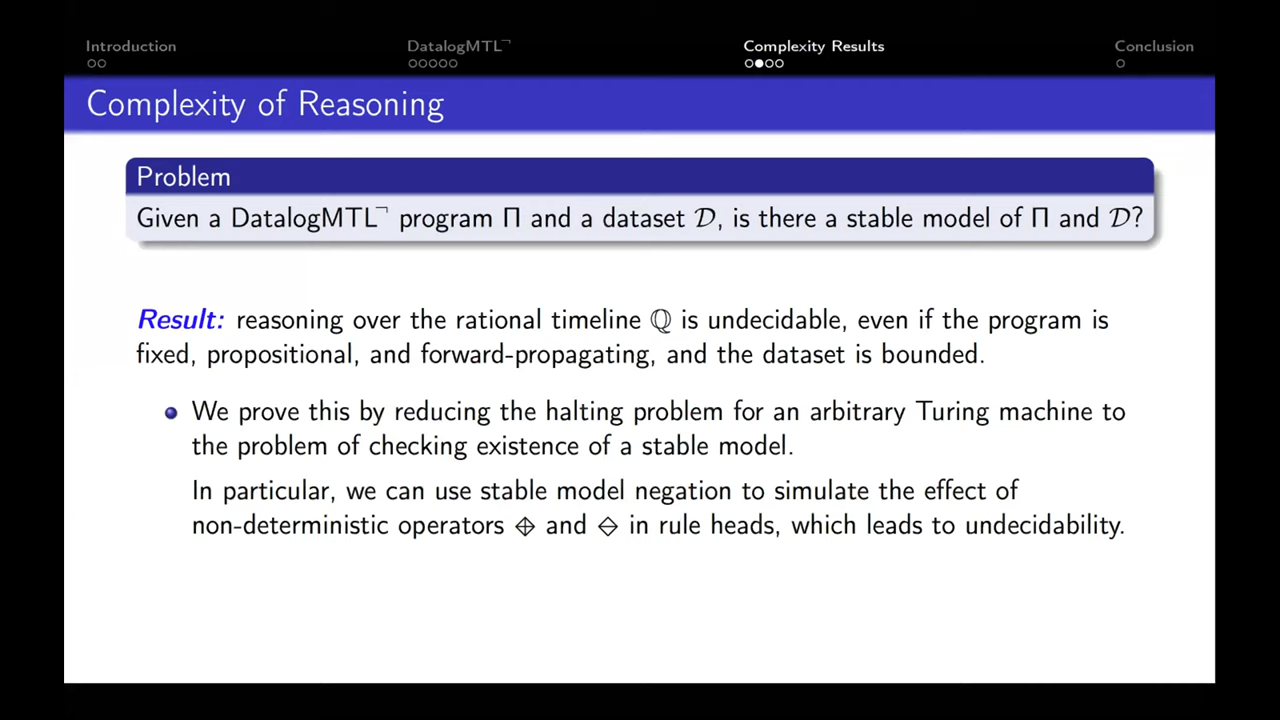 Introduction
DatalogMTL¬
Complexity Results
Conclusion
Complexity of Reasoning
Problem
Given a DatalogMTL¬ program Π and a dataset 𝒟, is there a stable model of Π and 𝒟?
Result: reasoning over the rational timeline ℚ is undecidable, even if the program is
fixed, propositional, and forward-propagating, and the dataset is bounded.
We prove this by reducing the halting problem for an arbitrary Turing machine to
the problem of checking existence of a stable model.
In particular, we can use stable model negation to simulate the effect of
non-deterministic operators ⟴ and ⟠ in rule heads, which leads to undecidability.